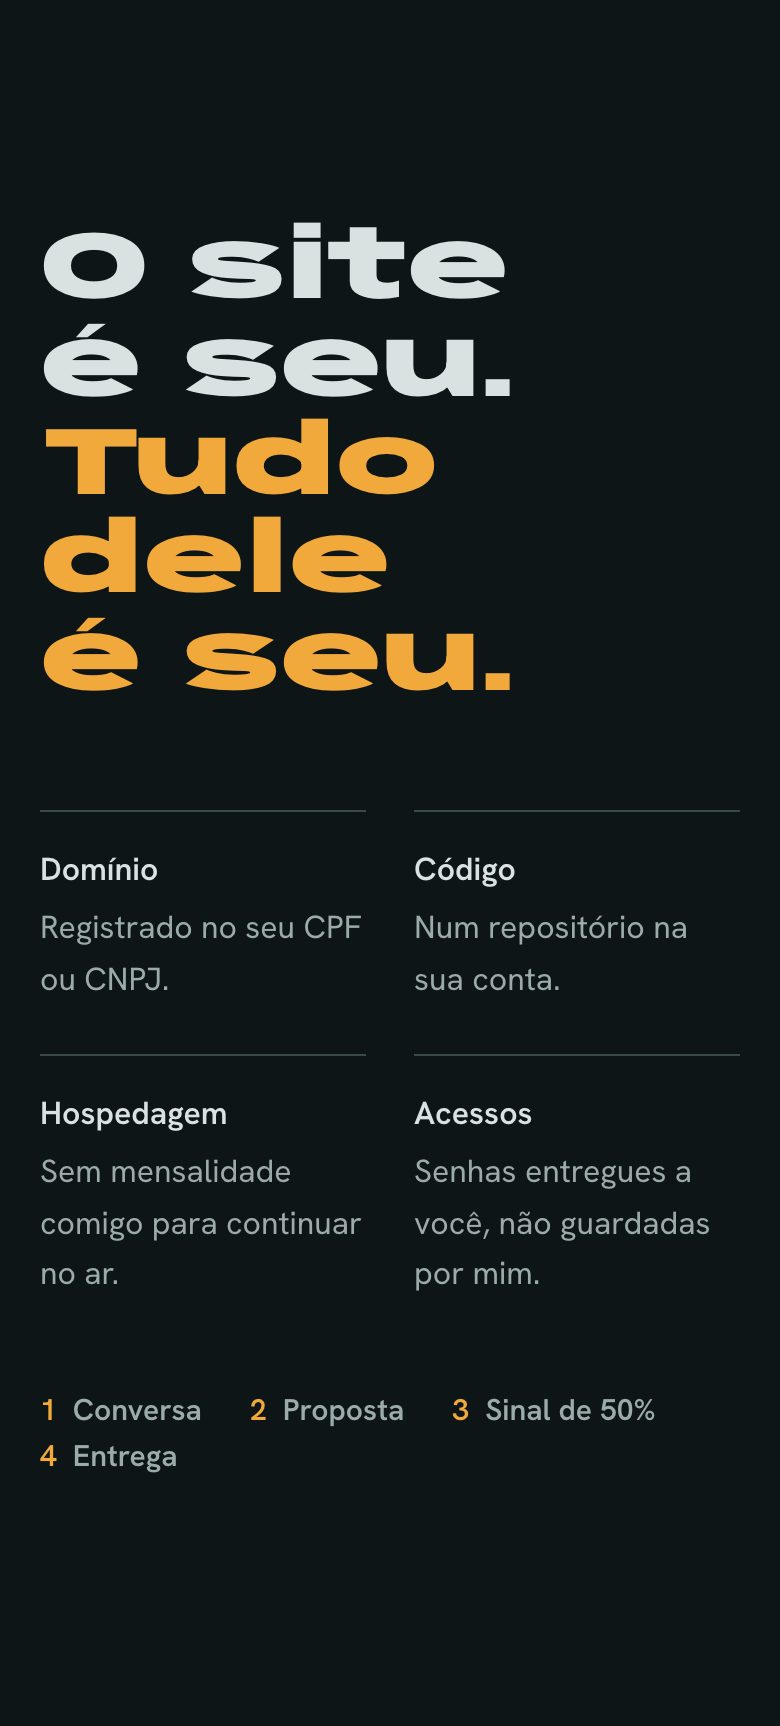 O site
é seu.
Tudo
dele
é seu.
Domínio
Registrado no seu CPF
ou CNPJ.
Código
Num repositório na
sua conta.
Hospedagem
Sem mensalidade
comigo para continuar
no ar.
Acessos
Senhas entregues a
você, não guardadas
por mim.
1 Conversa 2 Proposta 3 Sinal de 50%
4 Entrega